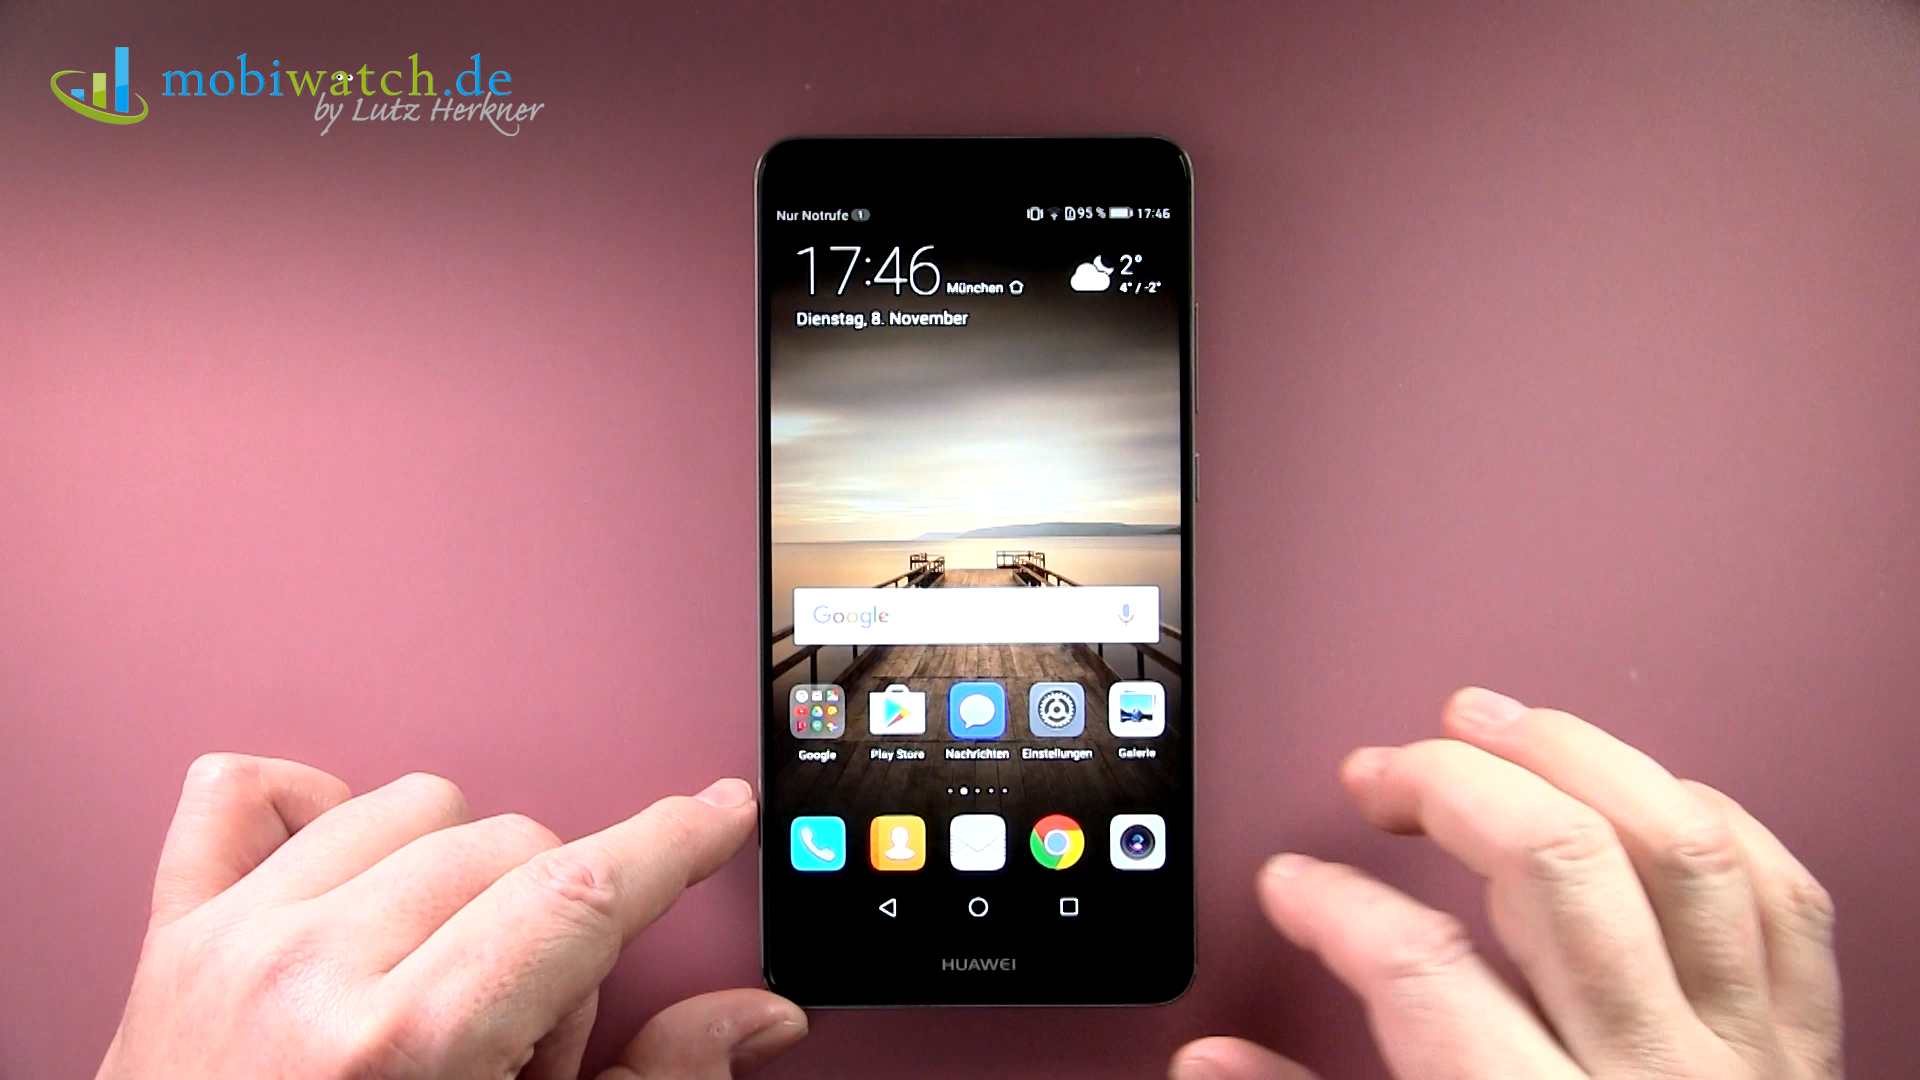 mobiwatch.de
by Lutz Herkner
Nur Notrufe 1
95 % 17:46
17:46 München
2°
4° / -2°
Dienstag, 8. November
Google
Google
Play Store
Nachrichten
Einstellungen
Galerie
HUAWEI